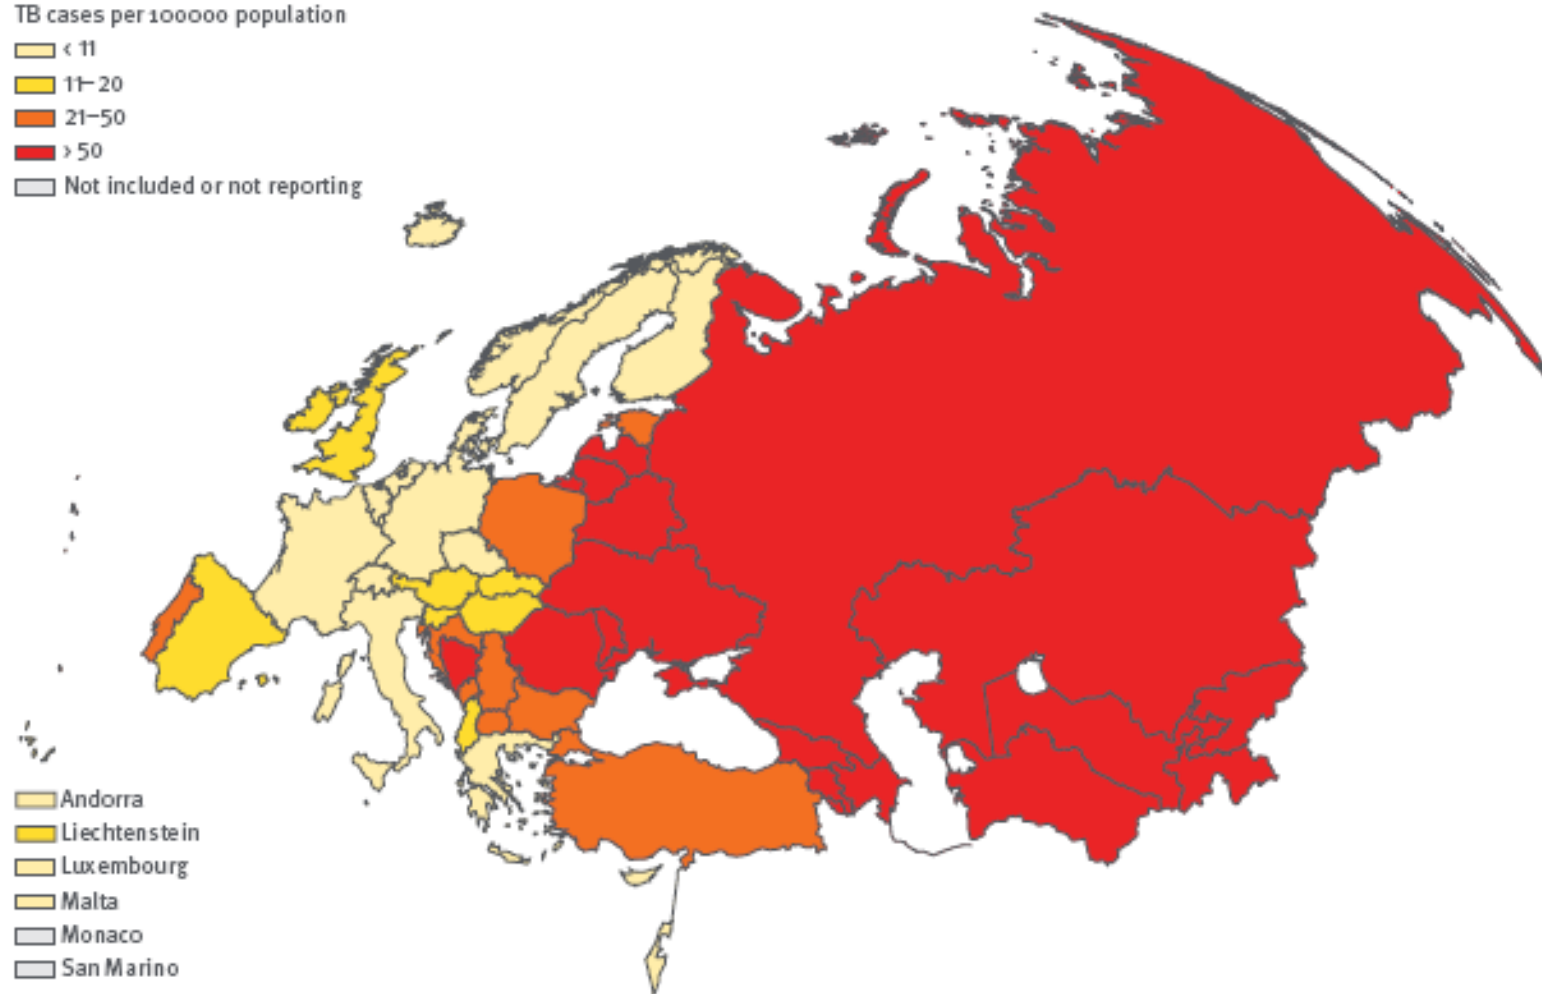 TB cases per 100000 population
< 11
11–20
21–50
> 50
Not included or not reporting
Andorra
Liechtenstein
Luxembourg
Malta
Monaco
San Marino